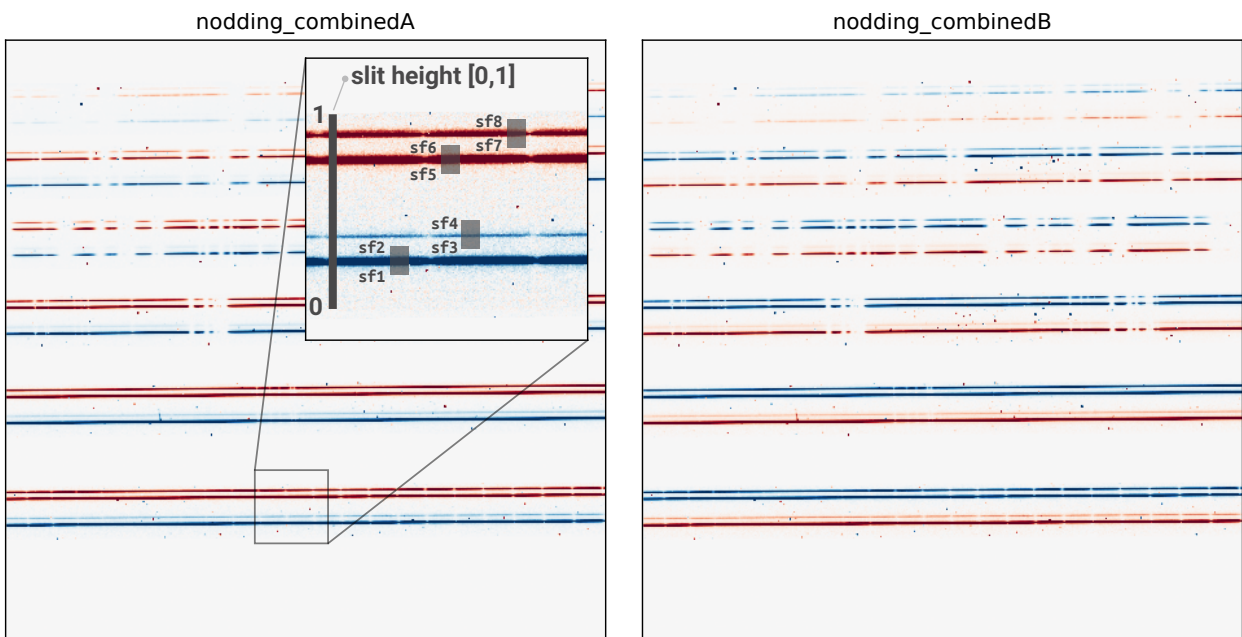 nodding_combinedA
nodding_combinedB
slit height [0,1]
1
sf8
sf6
sf7
sf5
sf4
sf2
sf3
sf1
0